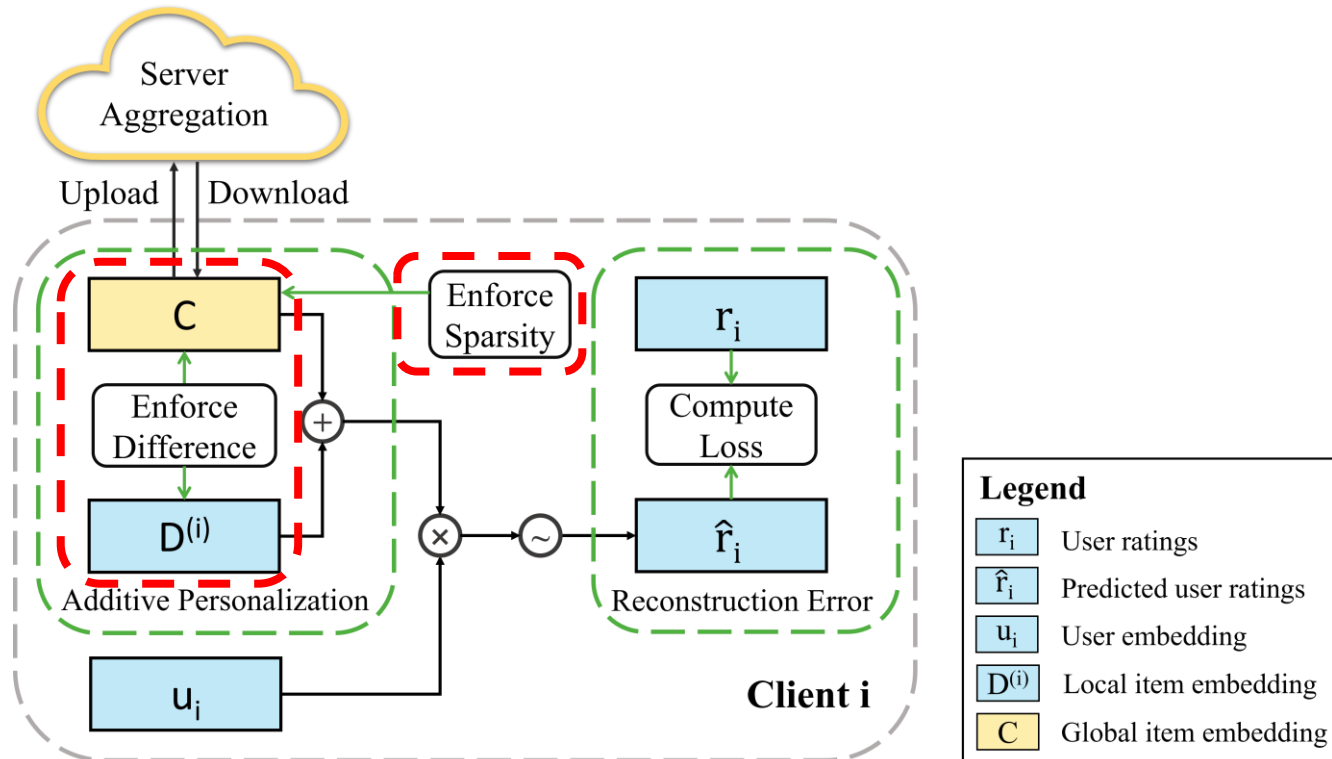 Server
Aggregation
Upload
Download
C
Enforce
Sparsity
r_i
Enforce
Difference
+
Compute
Loss
D^(i)
×
~
r̂_i
Additive Personalization
Reconstruction Error
u_i
Client i
Legend
r_i User ratings
r̂_i Predicted user ratings
u_i User embedding
D^(i) Local item embedding
C Global item embedding